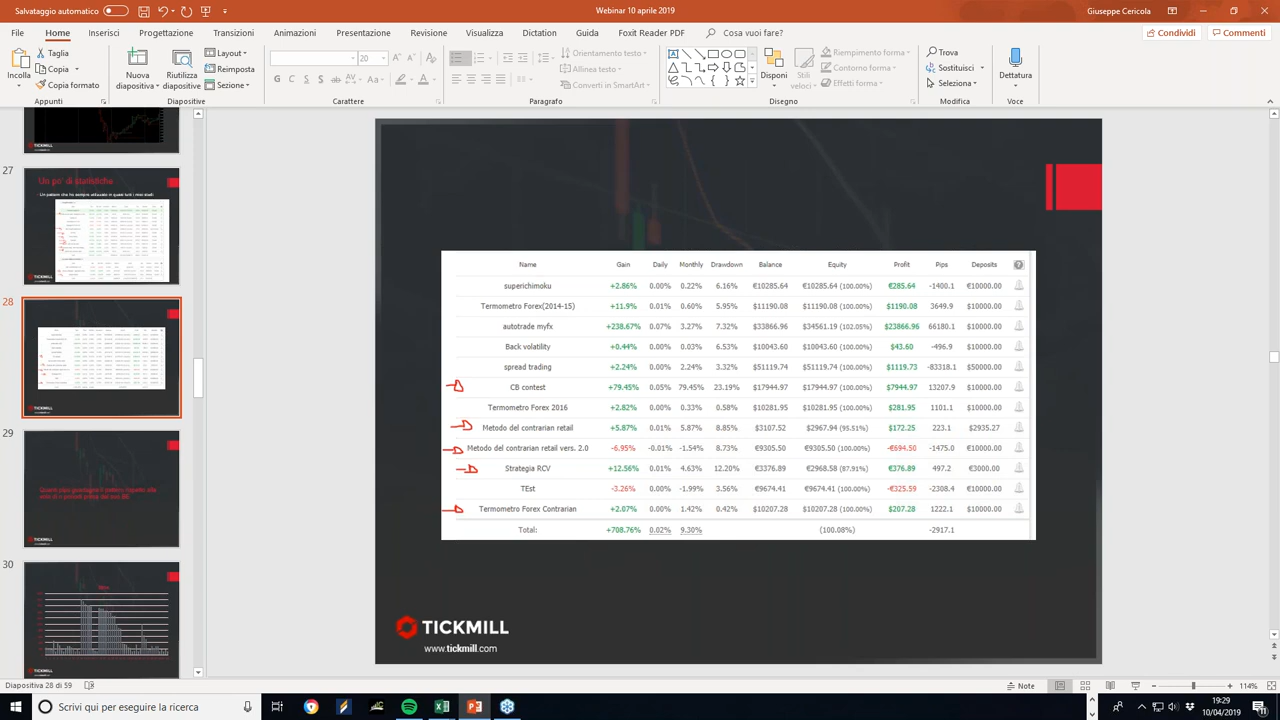 Salvataggio automatico
Webinar 10 aprile 2019
Giuseppe Cericola
File Home Inserisci Progettazione Transizioni Animazioni Presentazione Revisione Visualizza Dictation Guida Foxit Reader PDF Cosa vuoi fare?
Condividi Commenti
Incolla
Taglia
Copia
Copia formato
Appunti
Nuova diapositiva
Riutilizza diapositive
Layout
Reimposta
Sezione
Diapositive
20
G C S S
Carattere
Orientamento testo
Allinea testo
Converti in SmartArt
Paragrafo
Disponi
Stili veloci
Riempimento forma
Contorno forma
Effetti forma
Disegno
Trova
Sostituisci
Seleziona
Modifica
Dettatura
Voce
TICKMILL
27
Un po' di statistiche
TICKMILL
28
TICKMILL
29
TICKMILL
30
TICKMILL
Name Gain Daily Monthly Drawdown Balance Equity Profit Pips Deposits
superichimoku +2.86% 0.00% 0.22% 6.16% €10285.64 €10285.64 (100.00%) €285.64 -1400.1 €10000.00
Termometro Forex(2014-15) +11.9% 0.01% 0.60% 5.95% $11190.08 $11190.08 (100.00%) $1190.08 3649.9 $10000.00
autotrade myfx +238.67% 0.07% 3.27% $23866.96 66180.1 $10000.00
Back volatility +0.44% 0.00% 0.03% 6.53% $10043.60 $10043.60 (100.00%) $43.60 -496.9 $10000.00
spread trading +2.24% 0.00% 2.24% 3.32% $51119.74 $51119.74 (100.00%) $1119.73 -83318.1 $50000.00
CB contest +79.45% 0.05% 79.45% 23.19% $17944.97 $17944.97 (100.00%) $7944.97 13207.9 $10000.00
Termometro Forex 2016 +2.82% 0.00% 0.33% 0.58% $10281.95 $10281.95 (100.00%) $281.95 1101.1 $10000.00
Metodo del contrarian retail +5.87% 0.01% 5.87% 8.85% $3107.52 $2967.94 (95.51%) $172.25 223.1 $2935.27
Metodo del contrarian retail vers. 2.0 -6.95% -0.01% -1.54% 8.73% €9305.50 €9305.50 (100.00%) -€694.50 -1475.0 €10000.00
Strategia RCV +12.56% 0.01% 4.63% 12.20% €3376.89 €2968.58 (87.91%) €376.89 497.2 €3000.00
TEst -3.26% 0.00% -1.99% 3.56% €9674.41 €9674.41 (100.00%) -€325.59 -2308.4 €10000.00
Termometro Forex Contrarian +2.07% 0.00% 1.42% 0.42% €10207.28 €10207.28 (100.00%) $207.28 1222.1 $10000.00
Total: +708.76% 0.02% 9.30% (100.08%) -2917.1
TICKMILL
www.tickmill.com
Diapositiva 28 di 59
Note
114%
Scrivi qui per eseguire la ricerca
19:29
10/04/2019